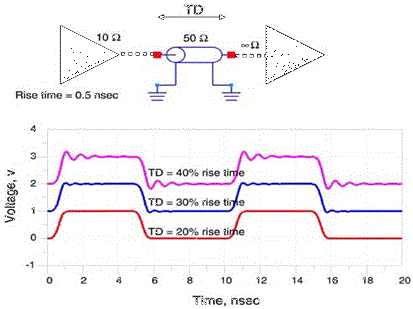 TD
10 Ω
50 Ω
∞Ω
Rise time = 0.5 nsec
4
3
2
1
0
-1
Voltage, v
TD = 40% rise time
TD = 30% rise time
TD = 20% rise time
0 2 4 6 8 10 12 14 16 18 20
Time, nsec